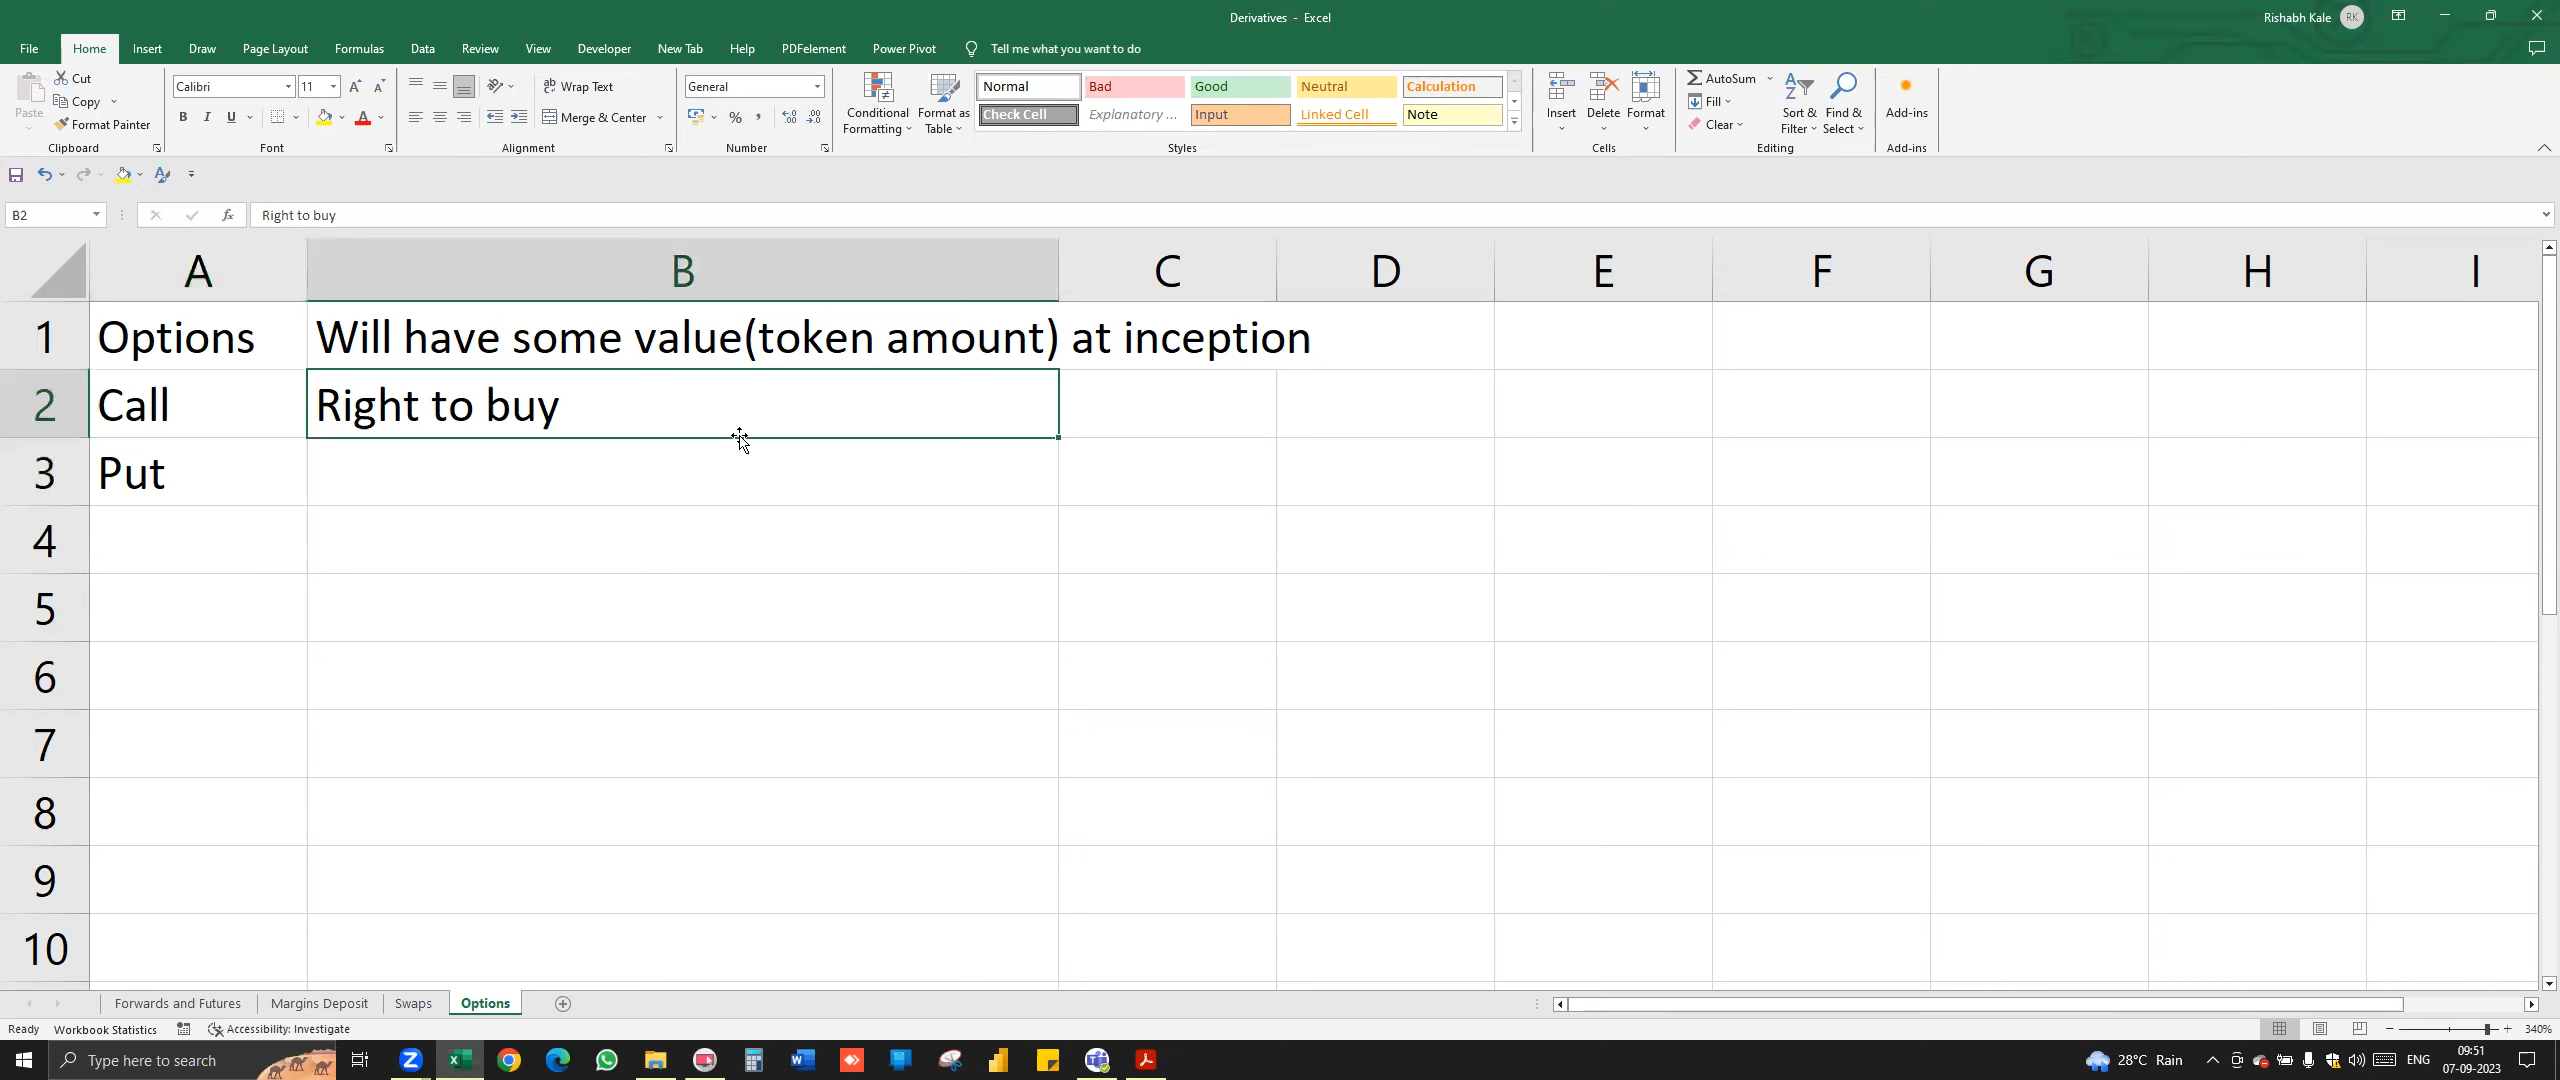 Derivatives - Excel
Rishabh Kale RK
File Home Insert Draw Page Layout Formulas Data Review View Developer New Tab Help PDFelement Power Pivot Tell me what you want to do
Paste Cut Copy Format Painter
Clipboard
Calibri 11
B I U
Font
Wrap Text
Merge & Center
Alignment
General
Number
Conditional Formatting
Format as Table
Normal Bad Good Neutral Calculation
Check Cell Explanatory ... Input Linked Cell Note
Styles
Insert Delete Format
Cells
AutoSum
Fill
Clear
Sort & Filter
Find & Select
Editing
Add-ins
Add-ins
B2 fx Right to buy
A B C D E F G H I
1 Options Will have some value(token amount) at inception
2 Call Right to buy
3 Put
4
5
6
7
8
9
10
Forwards and Futures Margins Deposit Swaps Options
Ready Workbook Statistics Accessibility: Investigate 340%
Type here to search 28°C Rain ENG 09:51
07-09-2023